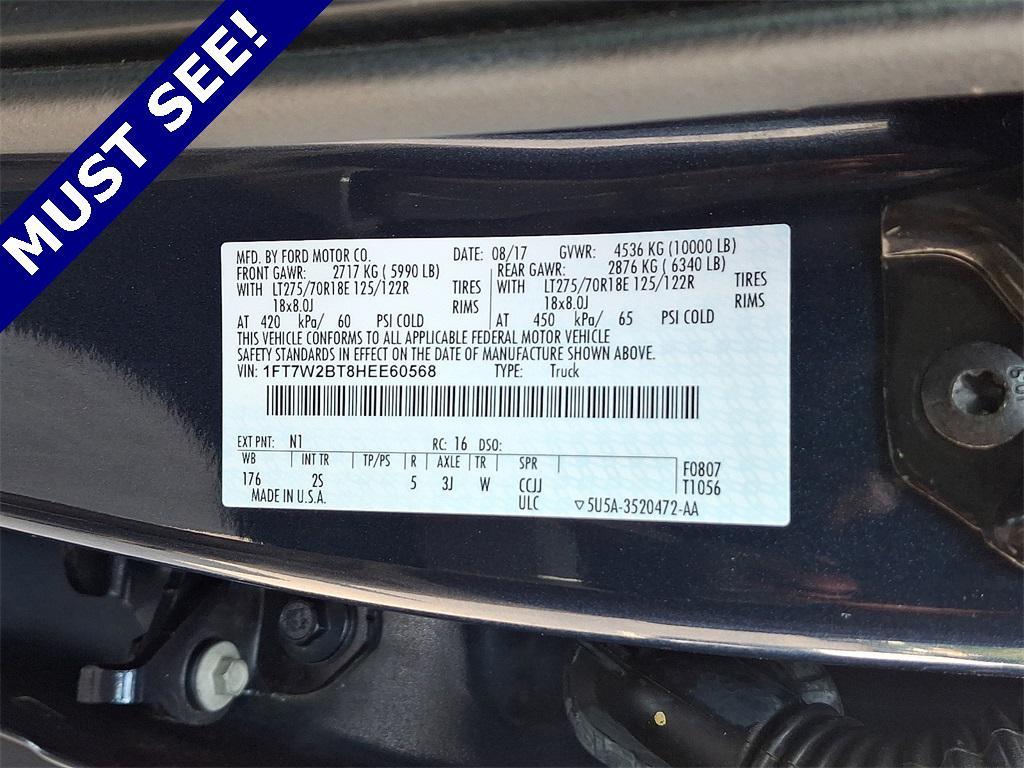 MUST SEE!
MFD. BY FORD MOTOR CO. DATE: 08/17 GVWR: 4536 KG (10000 LB)
FRONT GAWR: 2717 KG ( 5990 LB) REAR GAWR: 2876 KG ( 6340 LB)
WITH LT275/70R18E 125/122R TIRES WITH LT275/70R18E 125/122R TIRES
18x8.0J RIMS 18x8.0J RIMS
AT 420 kPa/ 60 PSI COLD AT 450 kPa/ 65 PSI COLD
THIS VEHICLE CONFORMS TO ALL APPLICABLE FEDERAL MOTOR VEHICLE
SAFETY STANDARDS IN EFFECT ON THE DATE OF MANUFACTURE SHOWN ABOVE.
VIN: 1FT7W2BT8HEE60568 TYPE: Truck
EXT PNT: N1 RC: 16 DSO:
WB INT TR TP/PS R AXLE TR SPR F0807
176 2S 5 3J W CCJJ T1056
MADE IN U.S.A. ULC ▽5U5A-3520472-AA